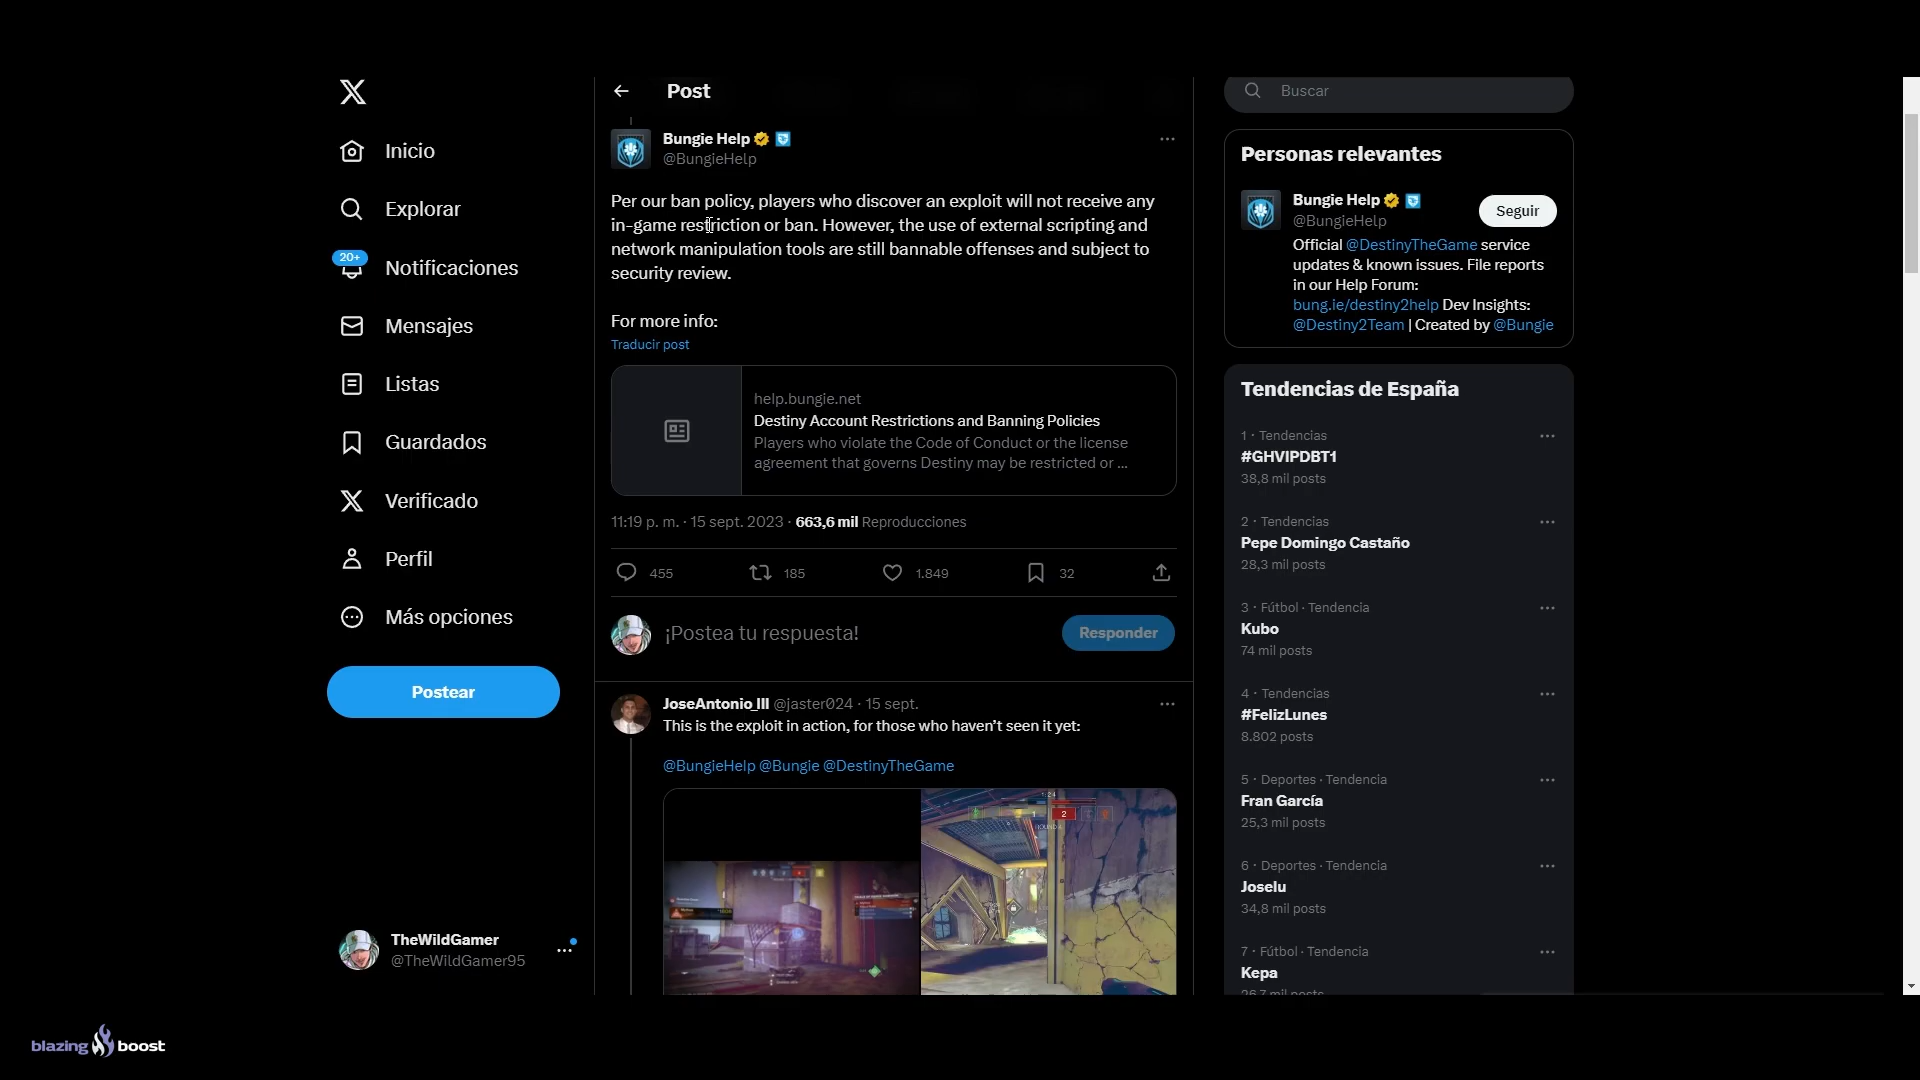 Inicio
Explorar
20+
Notificaciones
Mensajes
Listas
Guardados
Verificado
Perfil
Más opciones
Postear
TheWildGamer
@TheWildGamer95
blazing boost
Post
Bungie Help
@BungieHelp
Per our ban policy, players who discover an exploit will not receive any
in-game restriction or ban. However, the use of external scripting and
network manipulation tools are still bannable offenses and subject to
security review.
For more info:
Traducir post
help.bungie.net
Destiny Account Restrictions and Banning Policies
Players who violate the Code of Conduct or the license
agreement that governs Destiny may be restricted or ...
11:19 p. m. · 15 sept. 2023 · 663,6 mil Reproducciones
455 185 1.849 32
¡Postea tu respuesta!
Responder
JoseAntonio_III @jaster024 · 15 sept.
This is the exploit in action, for those who haven't seen it yet:
@BungieHelp @Bungie @DestinyTheGame
1 2
Buscar
Personas relevantes
Bungie Help
@BungieHelp
Seguir
Official @DestinyTheGame service
updates & known issues. File reports
in our Help Forum:
bung.ie/destiny2help Dev Insights:
@Destiny2Team | Created by @Bungie
Tendencias de España
1 · Tendencias
#GHVIPDBT1
38,8 mil posts
2 · Tendencias
Pepe Domingo Castaño
28,3 mil posts
3 · Fútbol · Tendencia
Kubo
74 mil posts
4 · Tendencias
#FelizLunes
8.802 posts
5 · Deportes · Tendencia
Fran García
25,3 mil posts
6 · Deportes · Tendencia
Joselu
34,8 mil posts
7 · Fútbol · Tendencia
Kepa
26,7 mil posts